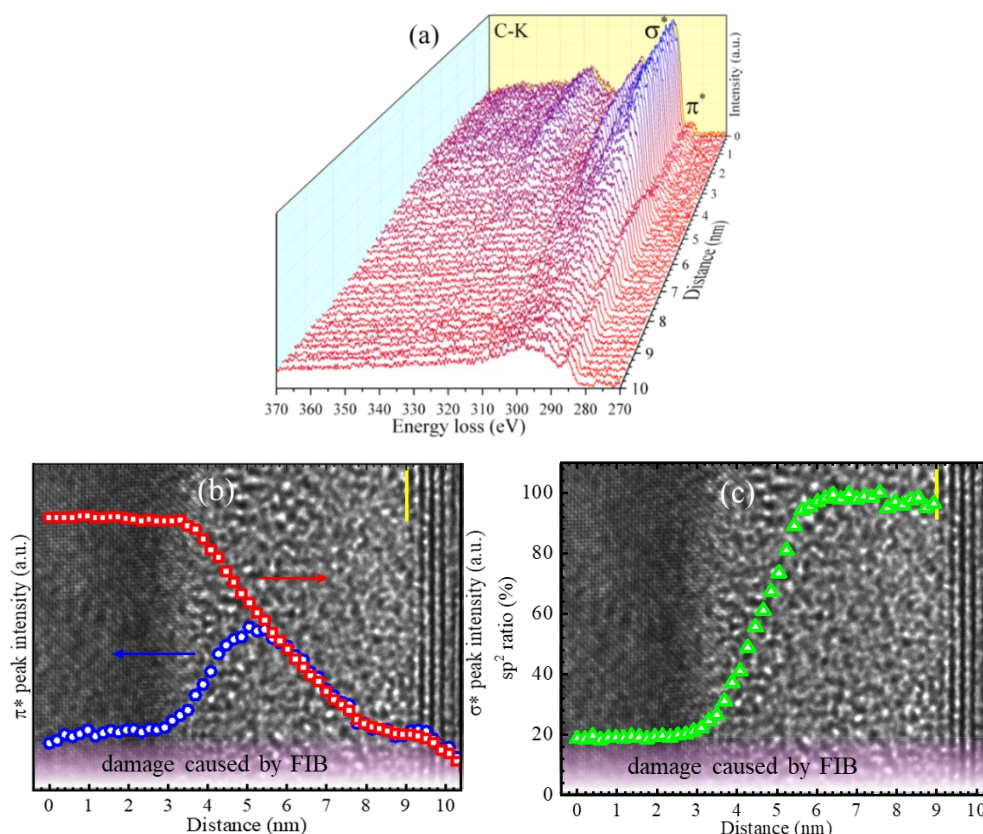 (a)
C-K
σ*
π*
Intensity (a.u.)
0
1
2
3
4
5
6
7
8
9
10
Distance (nm)
370 360 350 340 330 320 310 300 290 280 270
Energy loss (eV)
(b)
π* peak intensity (a.u.)
σ* peak intensity (a.u.)
damage caused by FIB
0 1 2 3 4 5 6 7 8 9 10
Distance (nm)
(c)
sp² ratio (%)
100
80
60
40
20
0
damage caused by FIB
0 1 2 3 4 5 6 7 8 9 10
Distance (nm)